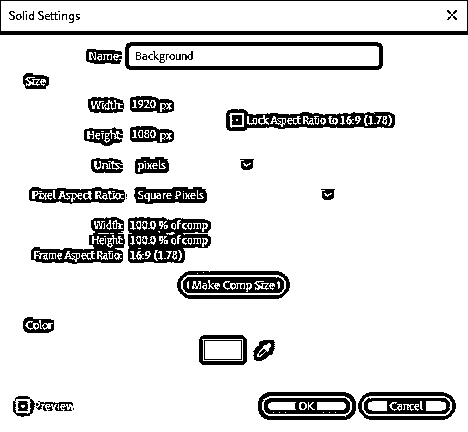 Solid Settings
Name: Background
Size
Width: 1920 px
Lock Aspect Ratio to 16:9 (1.78)
Height: 1080 px
Units: pixels
Pixel Aspect Ratio: Square Pixels
Width: 100.0 % of comp
Height: 100.0 % of comp
Frame Aspect Ratio: 16:9 (1.78)
Make Comp Size
Color
Preview
OK
Cancel